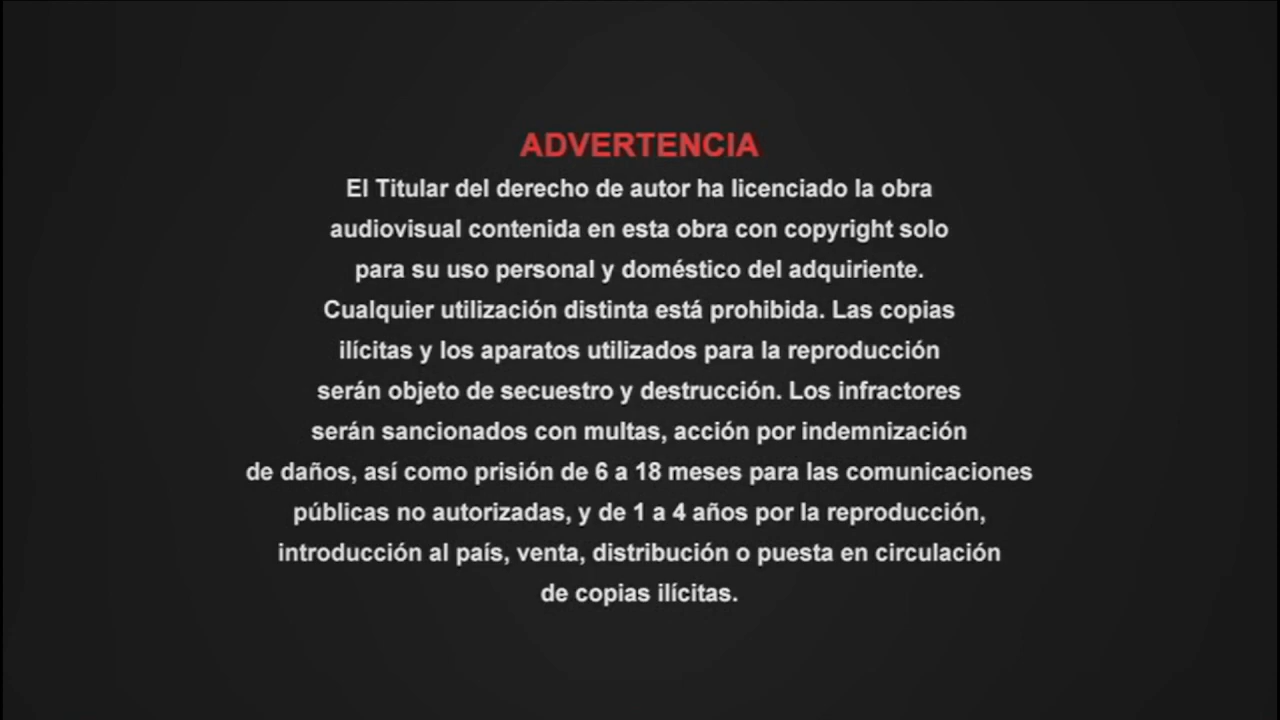 ADVERTENCIA
El Titular del derecho de autor ha licenciado la obra
audiovisual contenida en esta obra con copyright solo
para su uso personal y doméstico del adquiriente.
Cualquier utilización distinta está prohibida. Las copias
ilícitas y los aparatos utilizados para la reproducción
serán objeto de secuestro y destrucción. Los infractores
serán sancionados con multas, acción por indemnización
de daños, así como prisión de 6 a 18 meses para las comunicaciones
públicas no autorizadas, y de 1 a 4 años por la reproducción,
introducción al país, venta, distribución o puesta en circulación
de copias ilícitas.